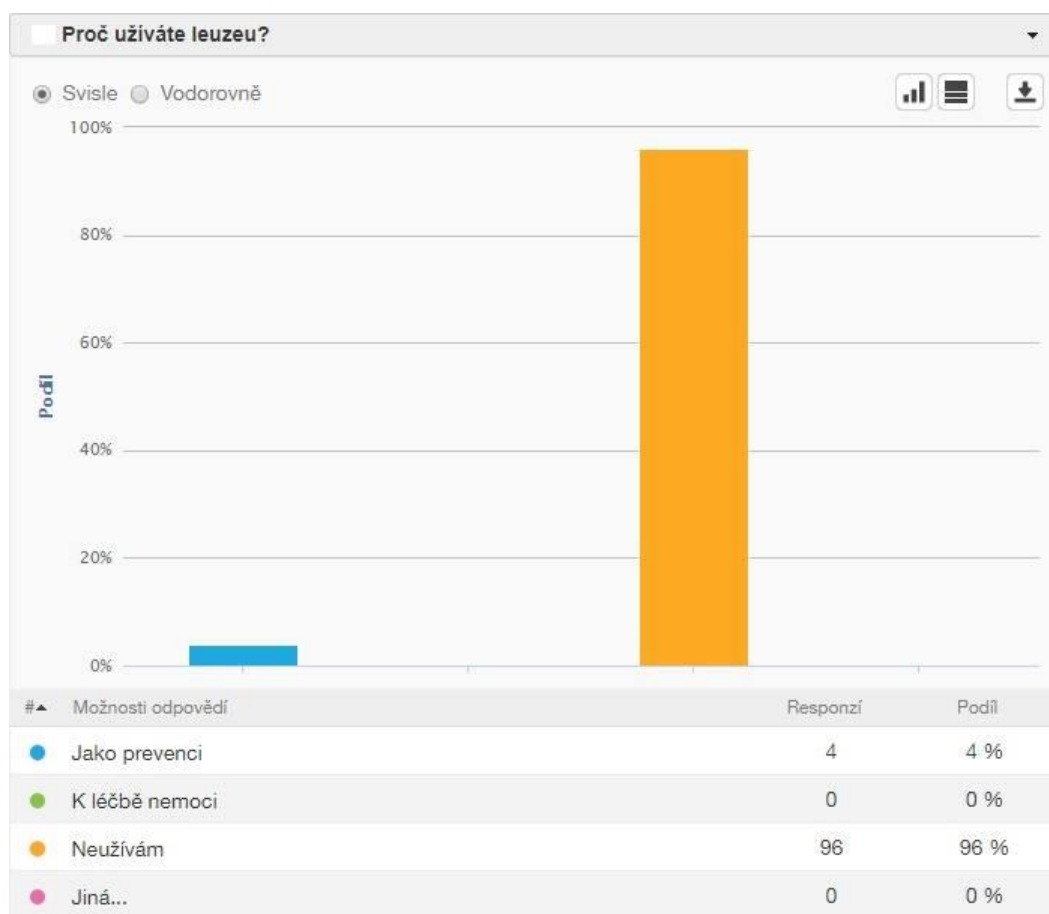 Proč užíváte leuzeu?
Svisle Vodorovně
100%
80%
60%
40%
20%
0%
Podíl
# Možnosti odpovědí Responzí Podíl
Jako prevenci 4 4 %
K léčbě nemoci 0 0 %
Neužívám 96 96 %
Jiná... 0 0 %